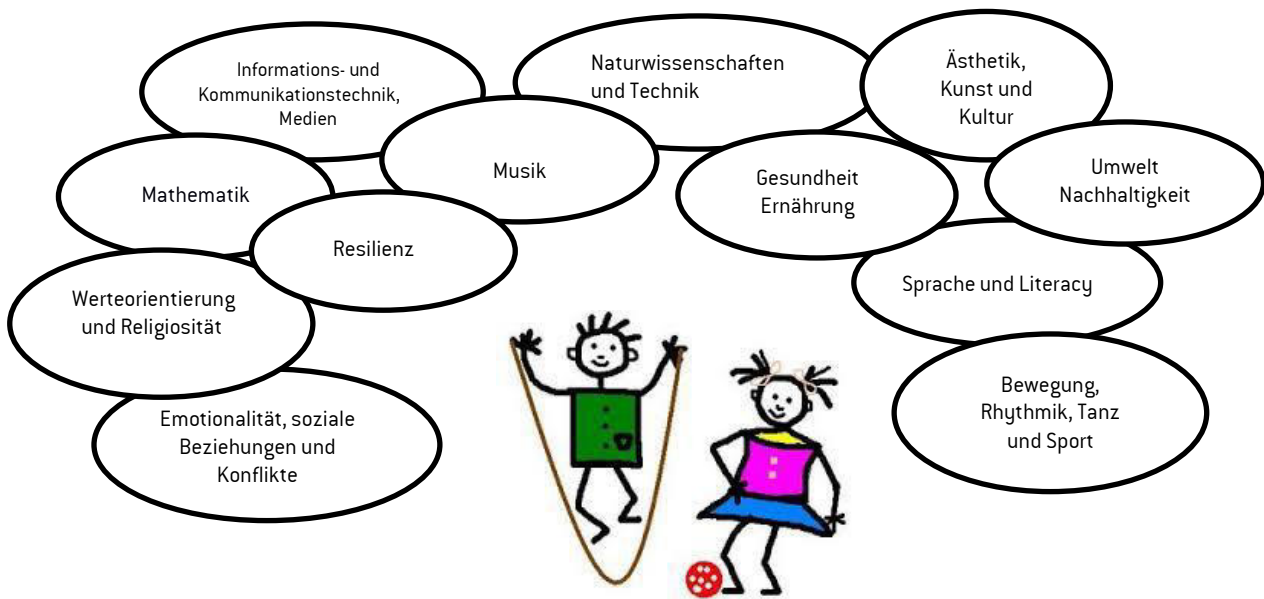 Informations- und
Kommunikationstechnik,
Medien
Naturwissenschaften
und Technik
Ästhetik,
Kunst und
Kultur
Musik
Mathematik
Gesundheit
Ernährung
Umwelt
Nachhaltigkeit
Resilienz
Werteorientierung
und Religiosität
Sprache und Literacy
Emotionalität, soziale
Beziehungen und
Konflikte
Bewegung,
Rhythmik, Tanz
und Sport